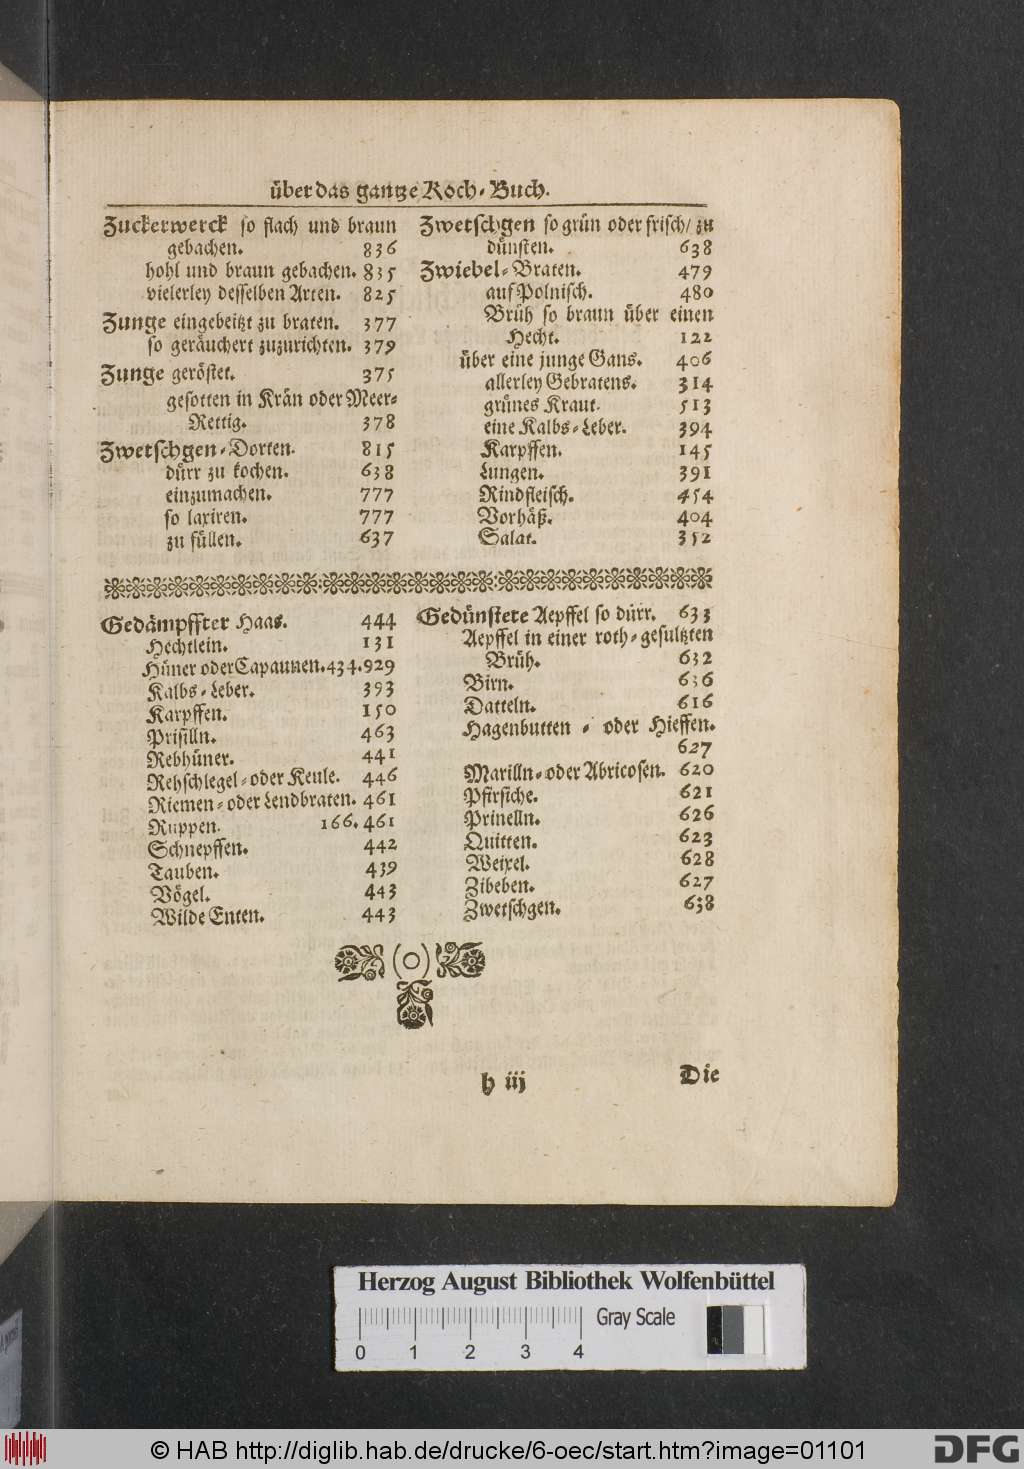 über das gantze Koch-Buch.
Zuckerwerck so flach und braun
gebachen. 836
hohl und braun gebachen. 835
vielerley desselben Arten. 825
Zunge eingebeitzt zu braten. 377
so geräuchert zuzurichten. 379
Zunge geröstet. 375
gesotten in Krän oder Meer-
Rettig. 378
Zwetschgen-Dorten. 815
dürr zu kochen. 638
einzumachen. 777
so laxiren. 777
zu füllen. 637
Zwetschgen so grün oder frisch/ zu
dünsten. 638
Zwiebel-Braten. 479
auf Polnisch. 480
Brüh so braun über einen
Hecht. 122
über eine junge Gans. 406
allerley Gebratens. 314
grünes Kraut. 513
eine Kalbs-Leber. 394
Karpffen. 145
Lungen. 391
Rindfleisch. 454
Vorhäß. 404
Salat. 352
Gedämpffter Haas. 444
Hechtlein. 131
Hüner oder Capaunen. 434. 929
Kalbs-Leber. 393
Karpffen. 150
Prisilln. 463
Rebhüner. 441
Rehschlegel-oder Keule. 446
Riemen-oder Lendbraten. 461
Ruppen. 166. 461
Schnepffen. 442
Tauben. 439
Vögel. 443
Wilde Enten. 443
Gedünstete Aepffel so dürr. 633
Aepffel in einer roth-gesultzten
Brüh. 632
Birn. 636
Datteln. 616
Hagenbutten - oder Hieffen.
627
Marilln-oder Abricosen. 620
Pfirsiche. 621
Prinelln. 626
Quitten. 623
Weixel. 628
Zibeben. 627
Zwetschgen. 638
(O)
h iij
Die
Herzog August Bibliothek Wolfenbüttel
Gray Scale
0 1 2 3 4
© HAB http://diglib.hab.de/drucke/6-oec/start.htm?image=01101
DFG